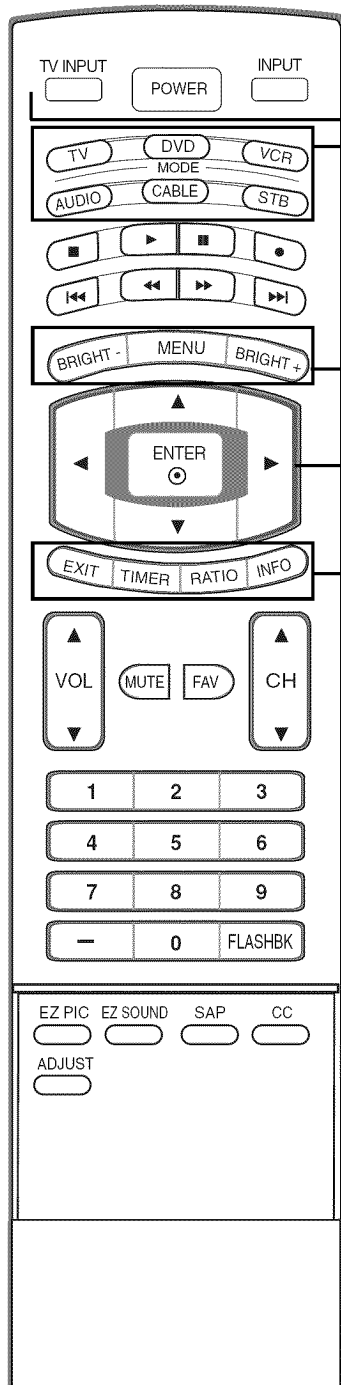 TV INPUT POWER INPUT
TV DVD VCR
MODE
AUDIO CABLE STB
BRIGHT - MENU BRIGHT +
ENTER
EXIT TIMER RATIO INFO
VOL MUTE FAV CH
1 2 3
4 5 6
7 8 9
— 0 FLASHBK
EZ PIC EZ SOUND SAP CC
ADJUST